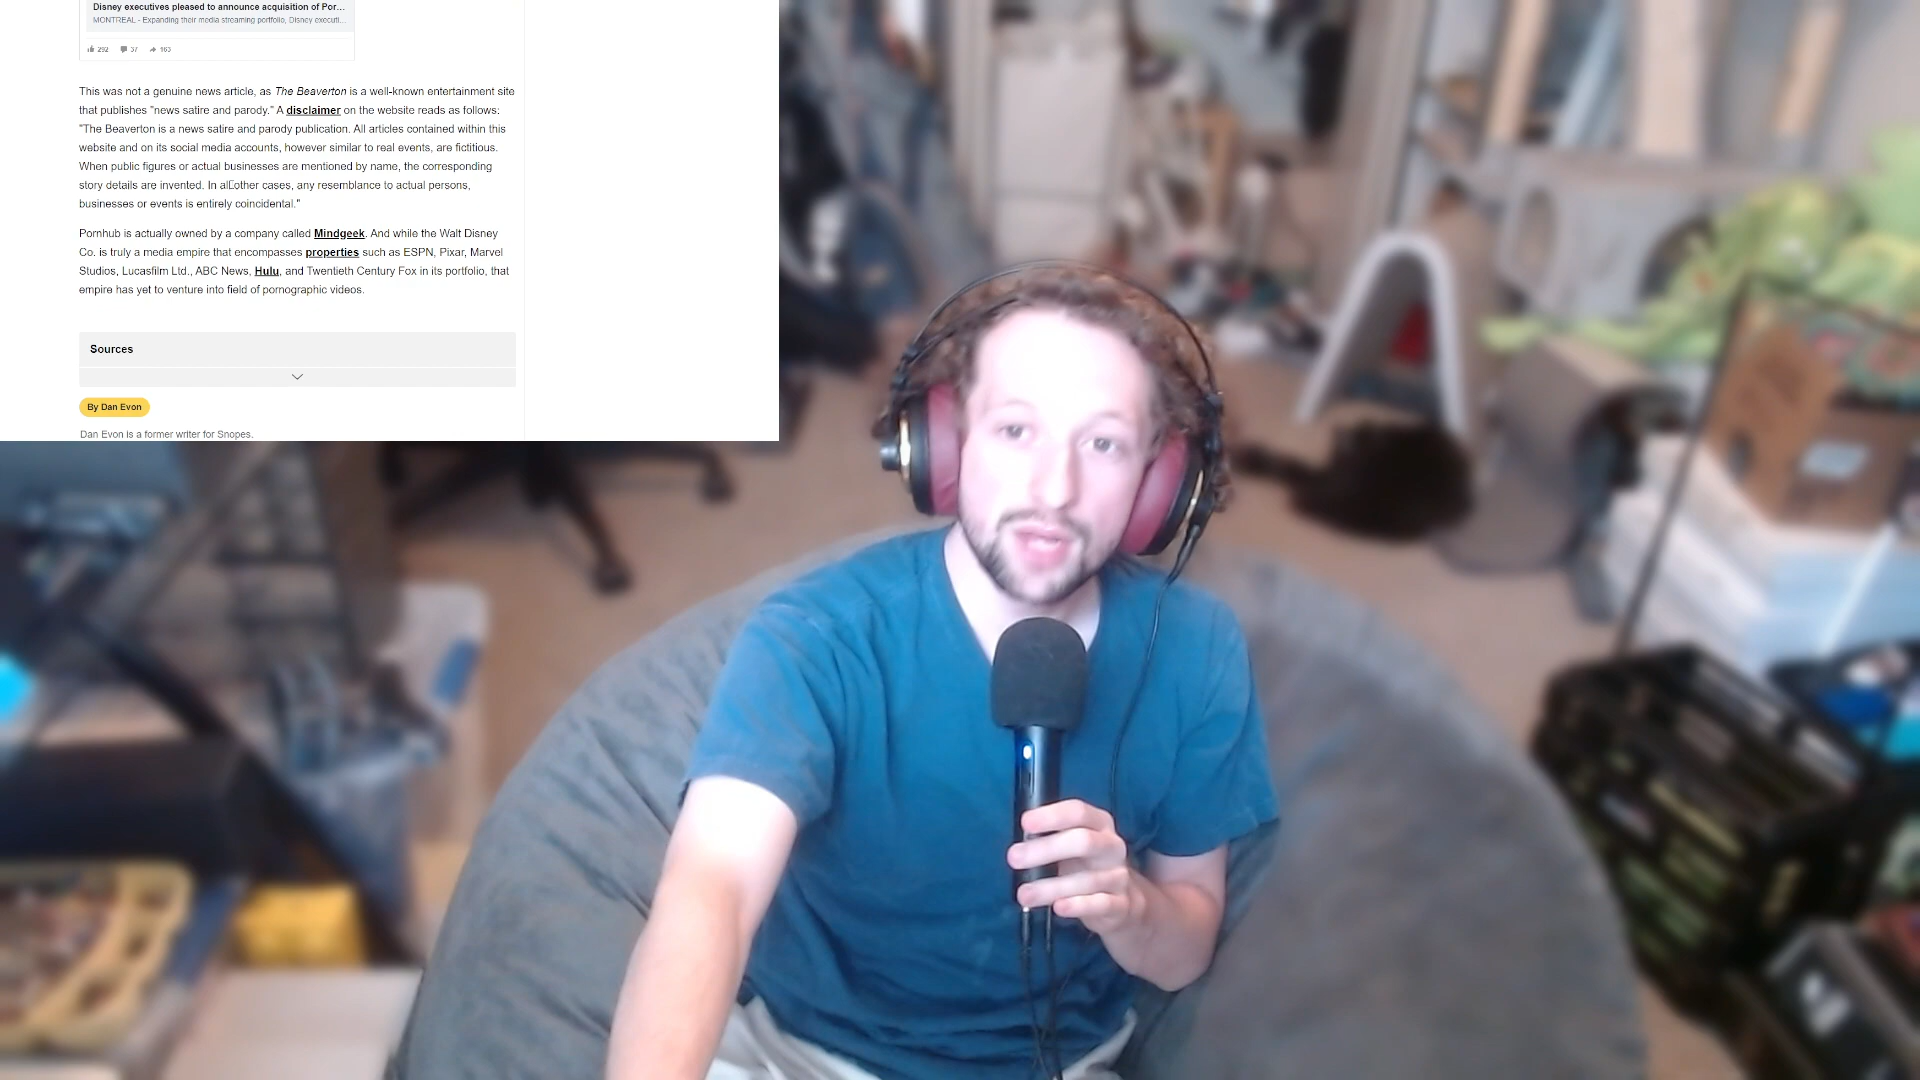 Disney executives pleased to announce acquisition of Por...
MONTREAL - Expanding their media streaming portfolio, Disney executi...
292 37 163
This was not a genuine news article, as The Beaverton is a well-known entertainment site
that publishes "news satire and parody." A disclaimer on the website reads as follows:
"The Beaverton is a news satire and parody publication. All articles contained within this
website and on its social media accounts, however similar to real events, are fictitious.
When public figures or actual businesses are mentioned by name, the corresponding
story details are invented. In all other cases, any resemblance to actual persons,
businesses or events is entirely coincidental."
Pornhub is actually owned by a company called Mindgeek. And while the Walt Disney
Co. is truly a media empire that encompasses properties such as ESPN, Pixar, Marvel
Studios, Lucasfilm Ltd., ABC News, Hulu, and Twentieth Century Fox in its portfolio, that
empire has yet to venture into field of pornographic videos.
Sources
By Dan Evon
Dan Evon is a former writer for Snopes.